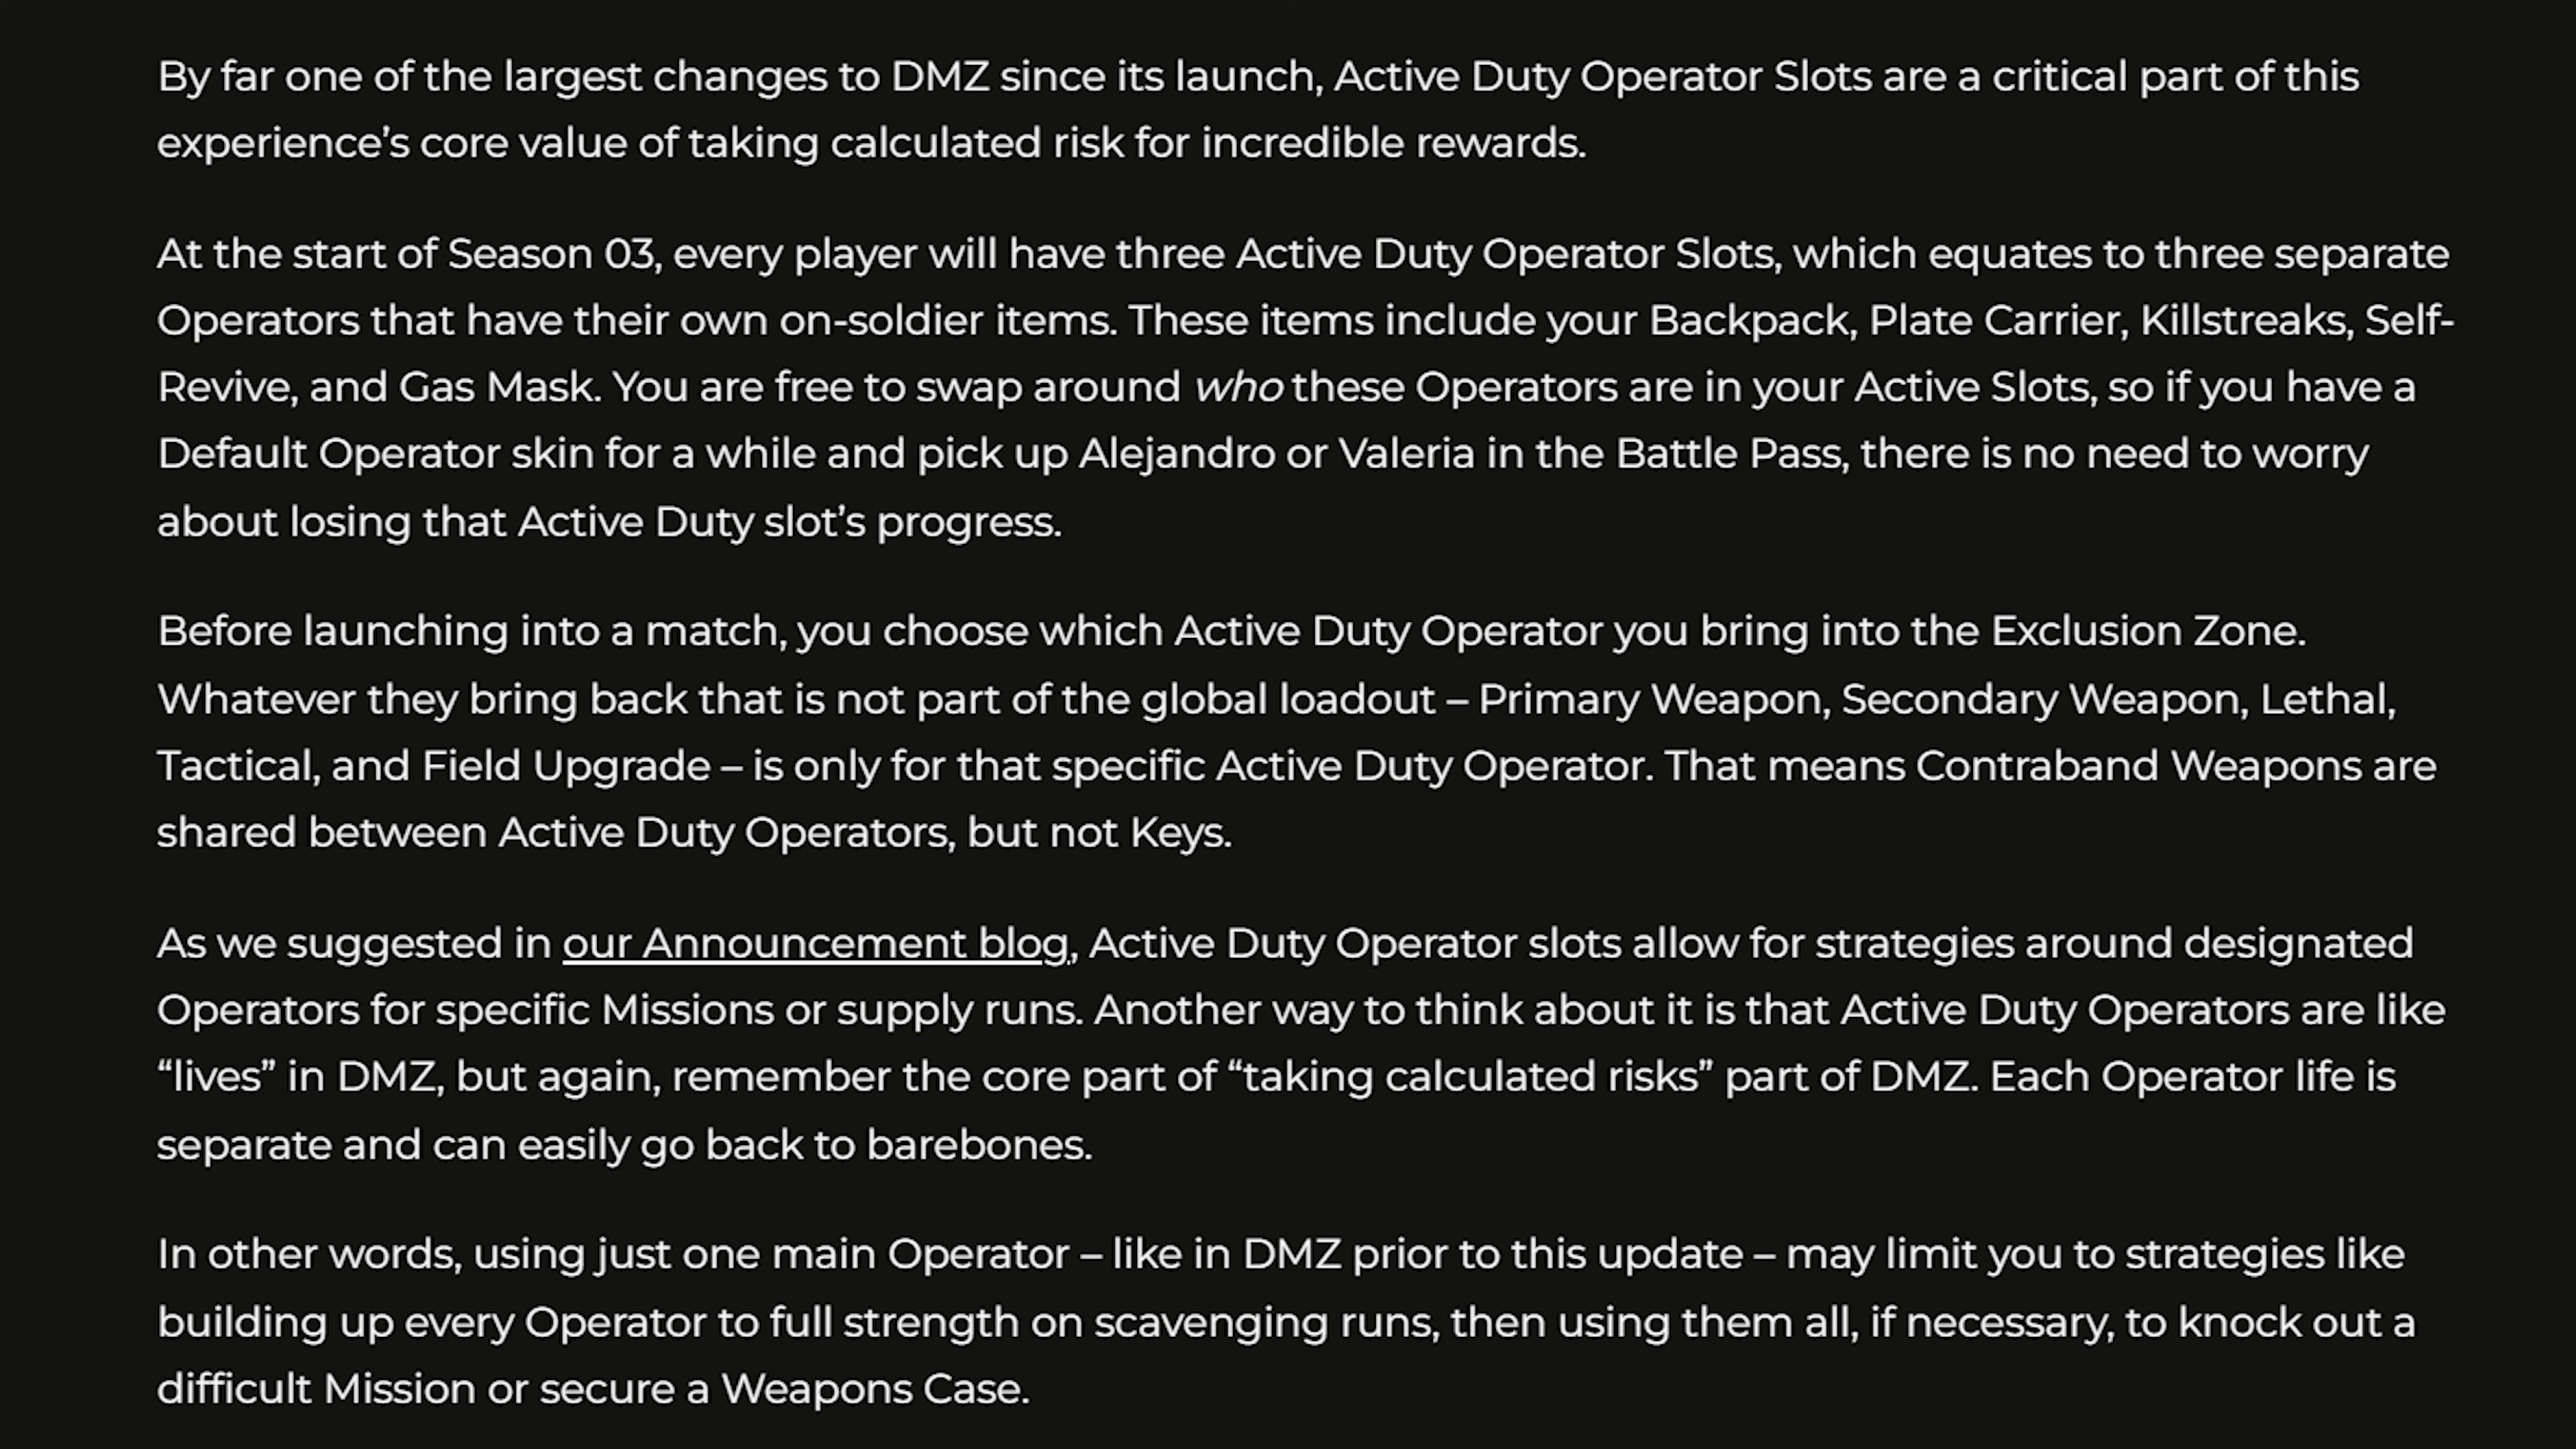 By far one of the largest changes to DMZ since its launch, Active Duty Operator Slots are a critical part of this
experience’s core value of taking calculated risk for incredible rewards.
At the start of Season 03, every player will have three Active Duty Operator Slots, which equates to three separate
Operators that have their own on-soldier items. These items include your Backpack, Plate Carrier, Killstreaks, Self-
Revive, and Gas Mask. You are free to swap around who these Operators are in your Active Slots, so if you have a
Default Operator skin for a while and pick up Alejandro or Valeria in the Battle Pass, there is no need to worry
about losing that Active Duty slot’s progress.
Before launching into a match, you choose which Active Duty Operator you bring into the Exclusion Zone.
Whatever they bring back that is not part of the global loadout – Primary Weapon, Secondary Weapon, Lethal,
Tactical, and Field Upgrade – is only for that specific Active Duty Operator. That means Contraband Weapons are
shared between Active Duty Operators, but not Keys.
As we suggested in our Announcement blog, Active Duty Operator slots allow for strategies around designated
Operators for specific Missions or supply runs. Another way to think about it is that Active Duty Operators are like
“lives” in DMZ, but again, remember the core part of “taking calculated risks” part of DMZ. Each Operator life is
separate and can easily go back to barebones.
In other words, using just one main Operator – like in DMZ prior to this update – may limit you to strategies like
building up every Operator to full strength on scavenging runs, then using them all, if necessary, to knock out a
difficult Mission or secure a Weapons Case.